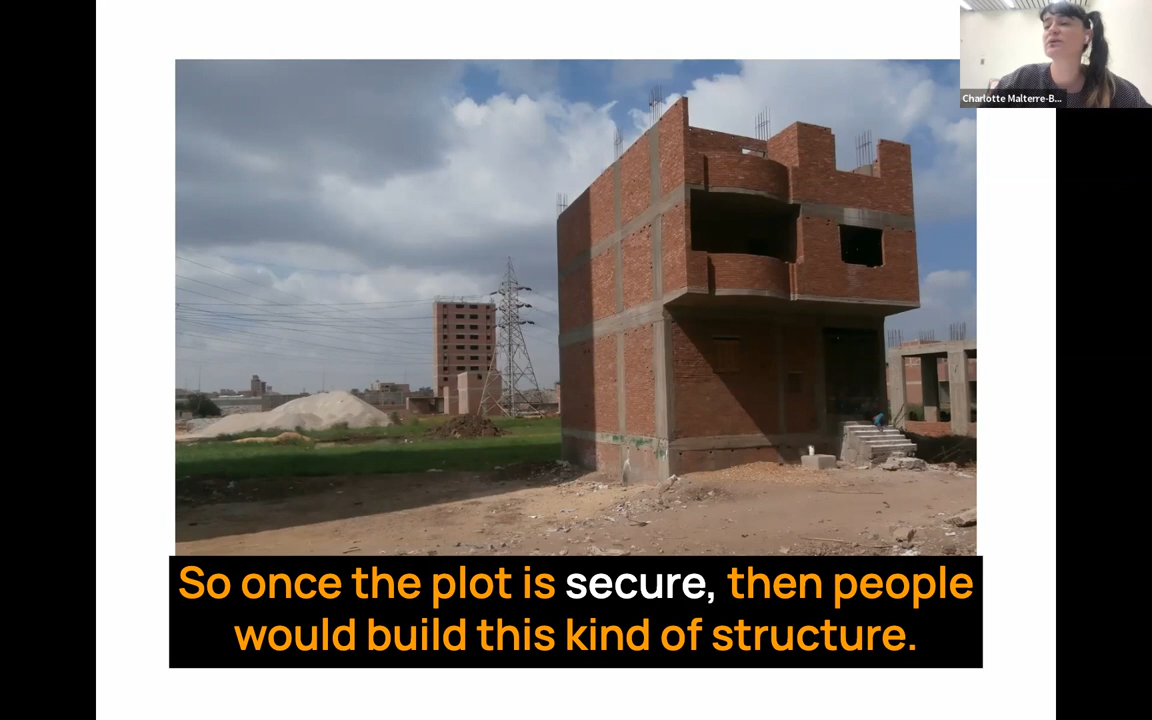 Charlotte Malterre-B...
So once the plot is secure, then people
would build this kind of structure.